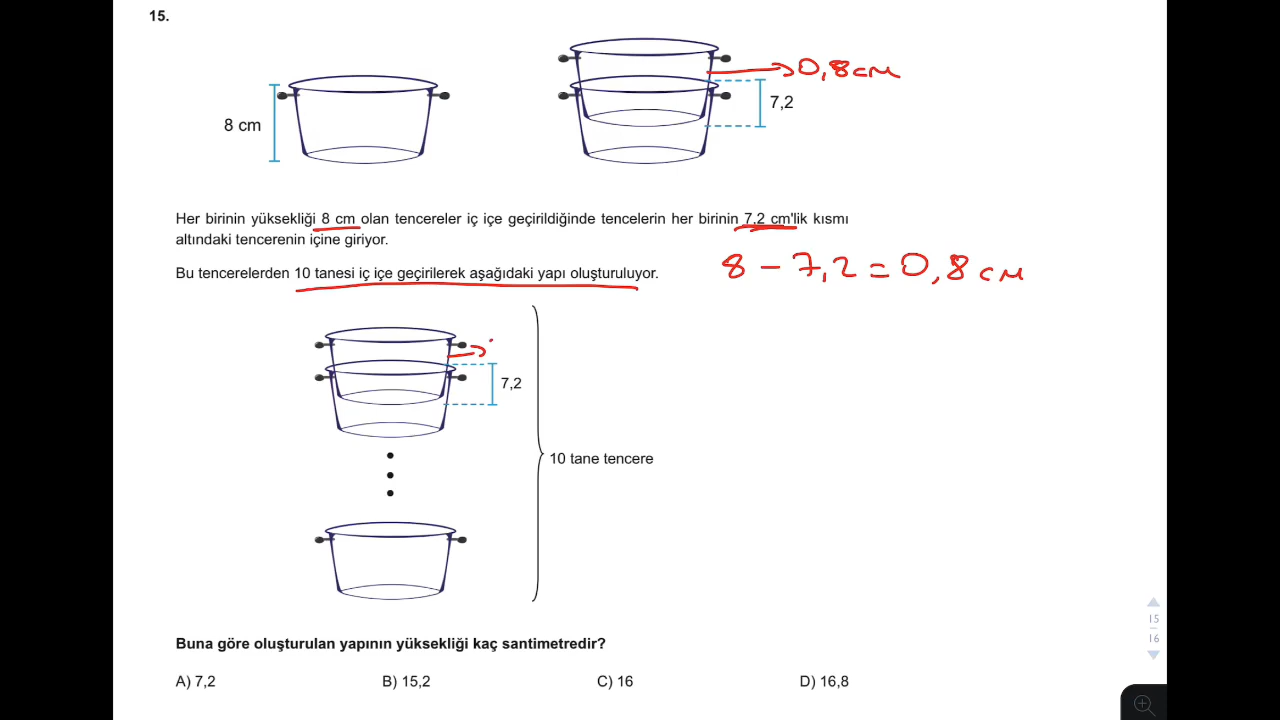 15.
0,8cm
7,2
8 cm
Her birinin yüksekliği 8 cm olan tencereler iç içe geçirildiğinde tencelerin her birinin 7,2 cm'lik kısmı
altındaki tencerenin içine giriyor.
8 – 7,2 = 0,8 cm
Bu tencerelerden 10 tanesi iç içe geçirilerek aşağıdaki yapı oluşturuluyor.
7,2
10 tane tencere
Buna göre oluşturulan yapının yüksekliği kaç santimetredir?
A) 7,2 B) 15,2 C) 16 D) 16,8
15
16